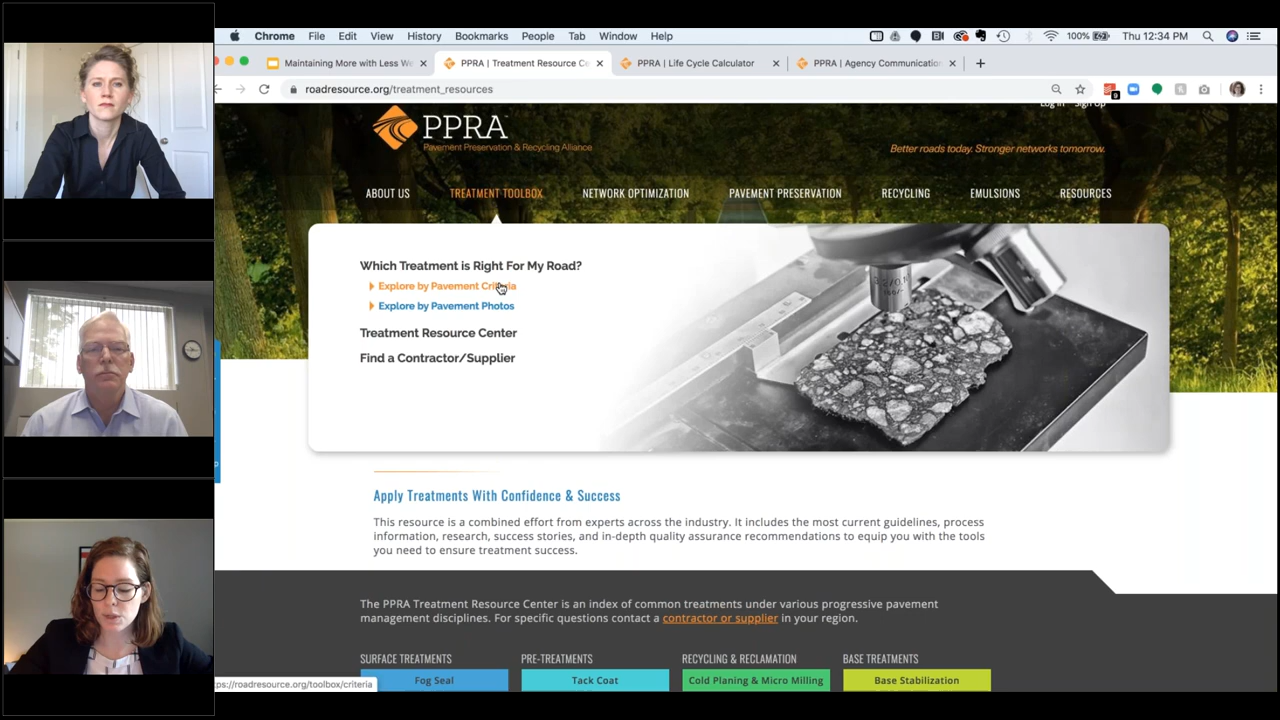 Chrome File Edit View History Bookmarks People Tab Window Help
100% Thu 12:34 PM
Maintaining More with Less We
PPRA | Treatment Resource Ce
PPRA | Life Cycle Calculator
PPRA | Agency Communication
roadresource.org/treatment_resources
9
Log In Sign Up
PPRA
Pavement Preservation & Recycling Alliance
Better roads today. Stronger networks tomorrow.
ABOUT US TREATMENT TOOLBOX NETWORK OPTIMIZATION PAVEMENT PRESERVATION RECYCLING EMULSIONS RESOURCES
Which Treatment is Right For My Road?
Explore by Pavement Criteria
Explore by Pavement Photos
Treatment Resource Center
Find a Contractor/Supplier
Apply Treatments With Confidence & Success
This resource is a combined effort from experts across the industry. It includes the most current guidelines, process
information, research, success stories, and in-depth quality assurance recommendations to equip you with the tools
you need to ensure treatment success.
The PPRA Treatment Resource Center is an index of common treatments under various progressive pavement
management disciplines. For specific questions contact a contractor or supplier in your region.
SURFACE TREATMENTS PRE-TREATMENTS RECYCLING & RECLAMATION BASE TREATMENTS
Fog Seal Tack Coat Cold Planing & Micro Milling Base Stabilization
ps://roadresource.org/toolbox/criteria